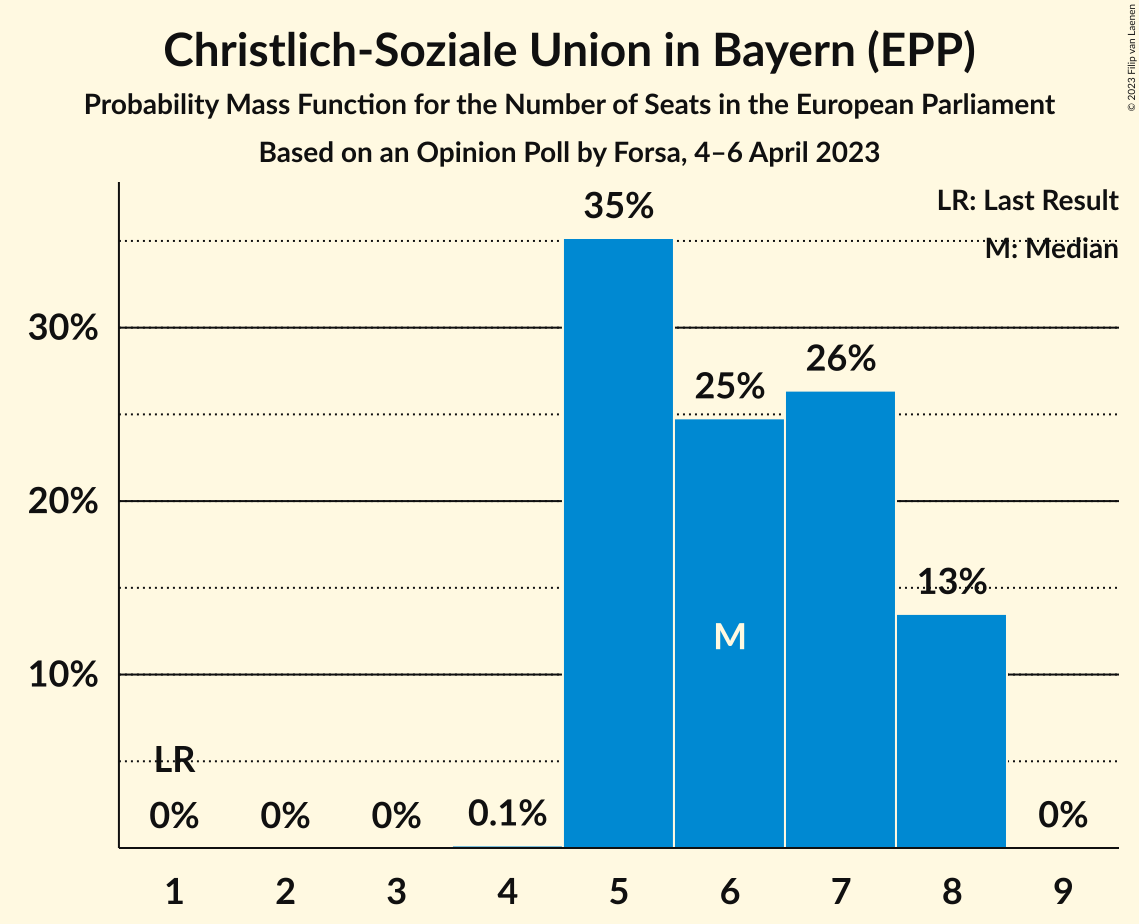 Christlich-Soziale Union in Bayern (EPP)
Probability Mass Function for the Number of Seats in the European Parliament
Based on an Opinion Poll by Forsa, 4–6 April 2023
© 2023 Filip van Laenen
LR: Last Result
M: Median
35%
30%
26%
25%
20%
13%
M
10%
LR
0%
0%
0%
0.1%
0%
1 2 3 4 5 6 7 8 9